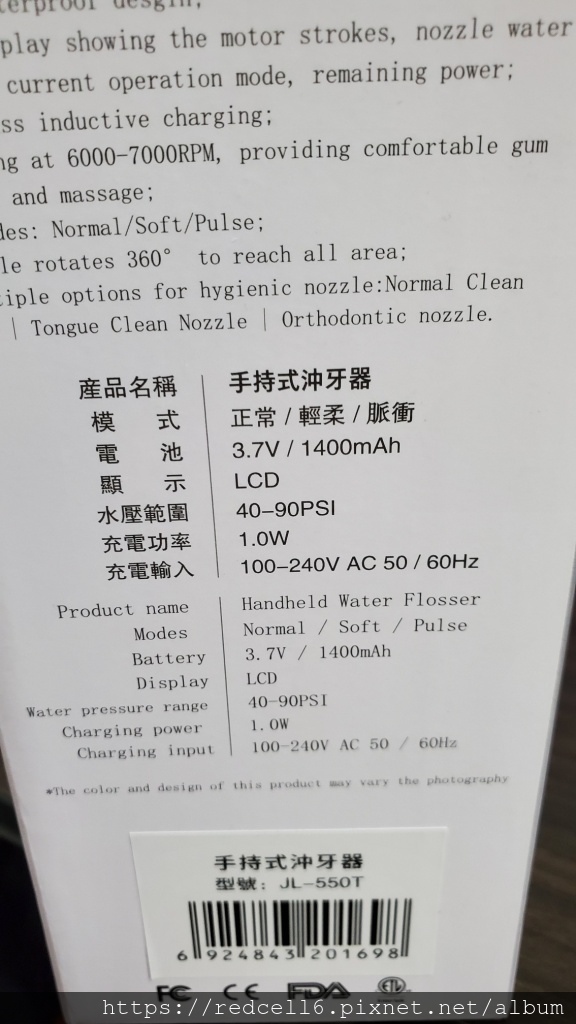 desgin;
play showing the motor strokes, nozzle water
current operation mode, remaining power;
ss inductive charging;
ng at 6000-7000RPM, providing comfortable gum
and massage;
des: Normal/Soft/Pulse;
le rotates 360° to reach all area;
tiple options for hygienic nozzle:Normal Clean
| Tongue Clean Nozzle | Orthodontic nozzle.
産品名稱 手持式沖牙器
模 式 正常 / 輕柔 / 脈衝
電 池 3.7V / 1400mAh
顯 示 LCD
水壓範圍 40-90PSI
充電功率 1.0W
充電輸入 100-240V AC 50 / 60Hz
Product name Handheld Water Flosser
Modes Normal / Soft / Pulse
Battery 3.7V / 1400mAh
Display LCD
Water pressure range 40-90PSI
Charging power 1.0W
Charging input 100-240V AC 50 / 60Hz
*The color and design of this product may vary the photography
手持式沖牙器
型號: JL-550T
6 924843 201698
FC CE FDA ETL
https://redcell6.pixnet.net/album